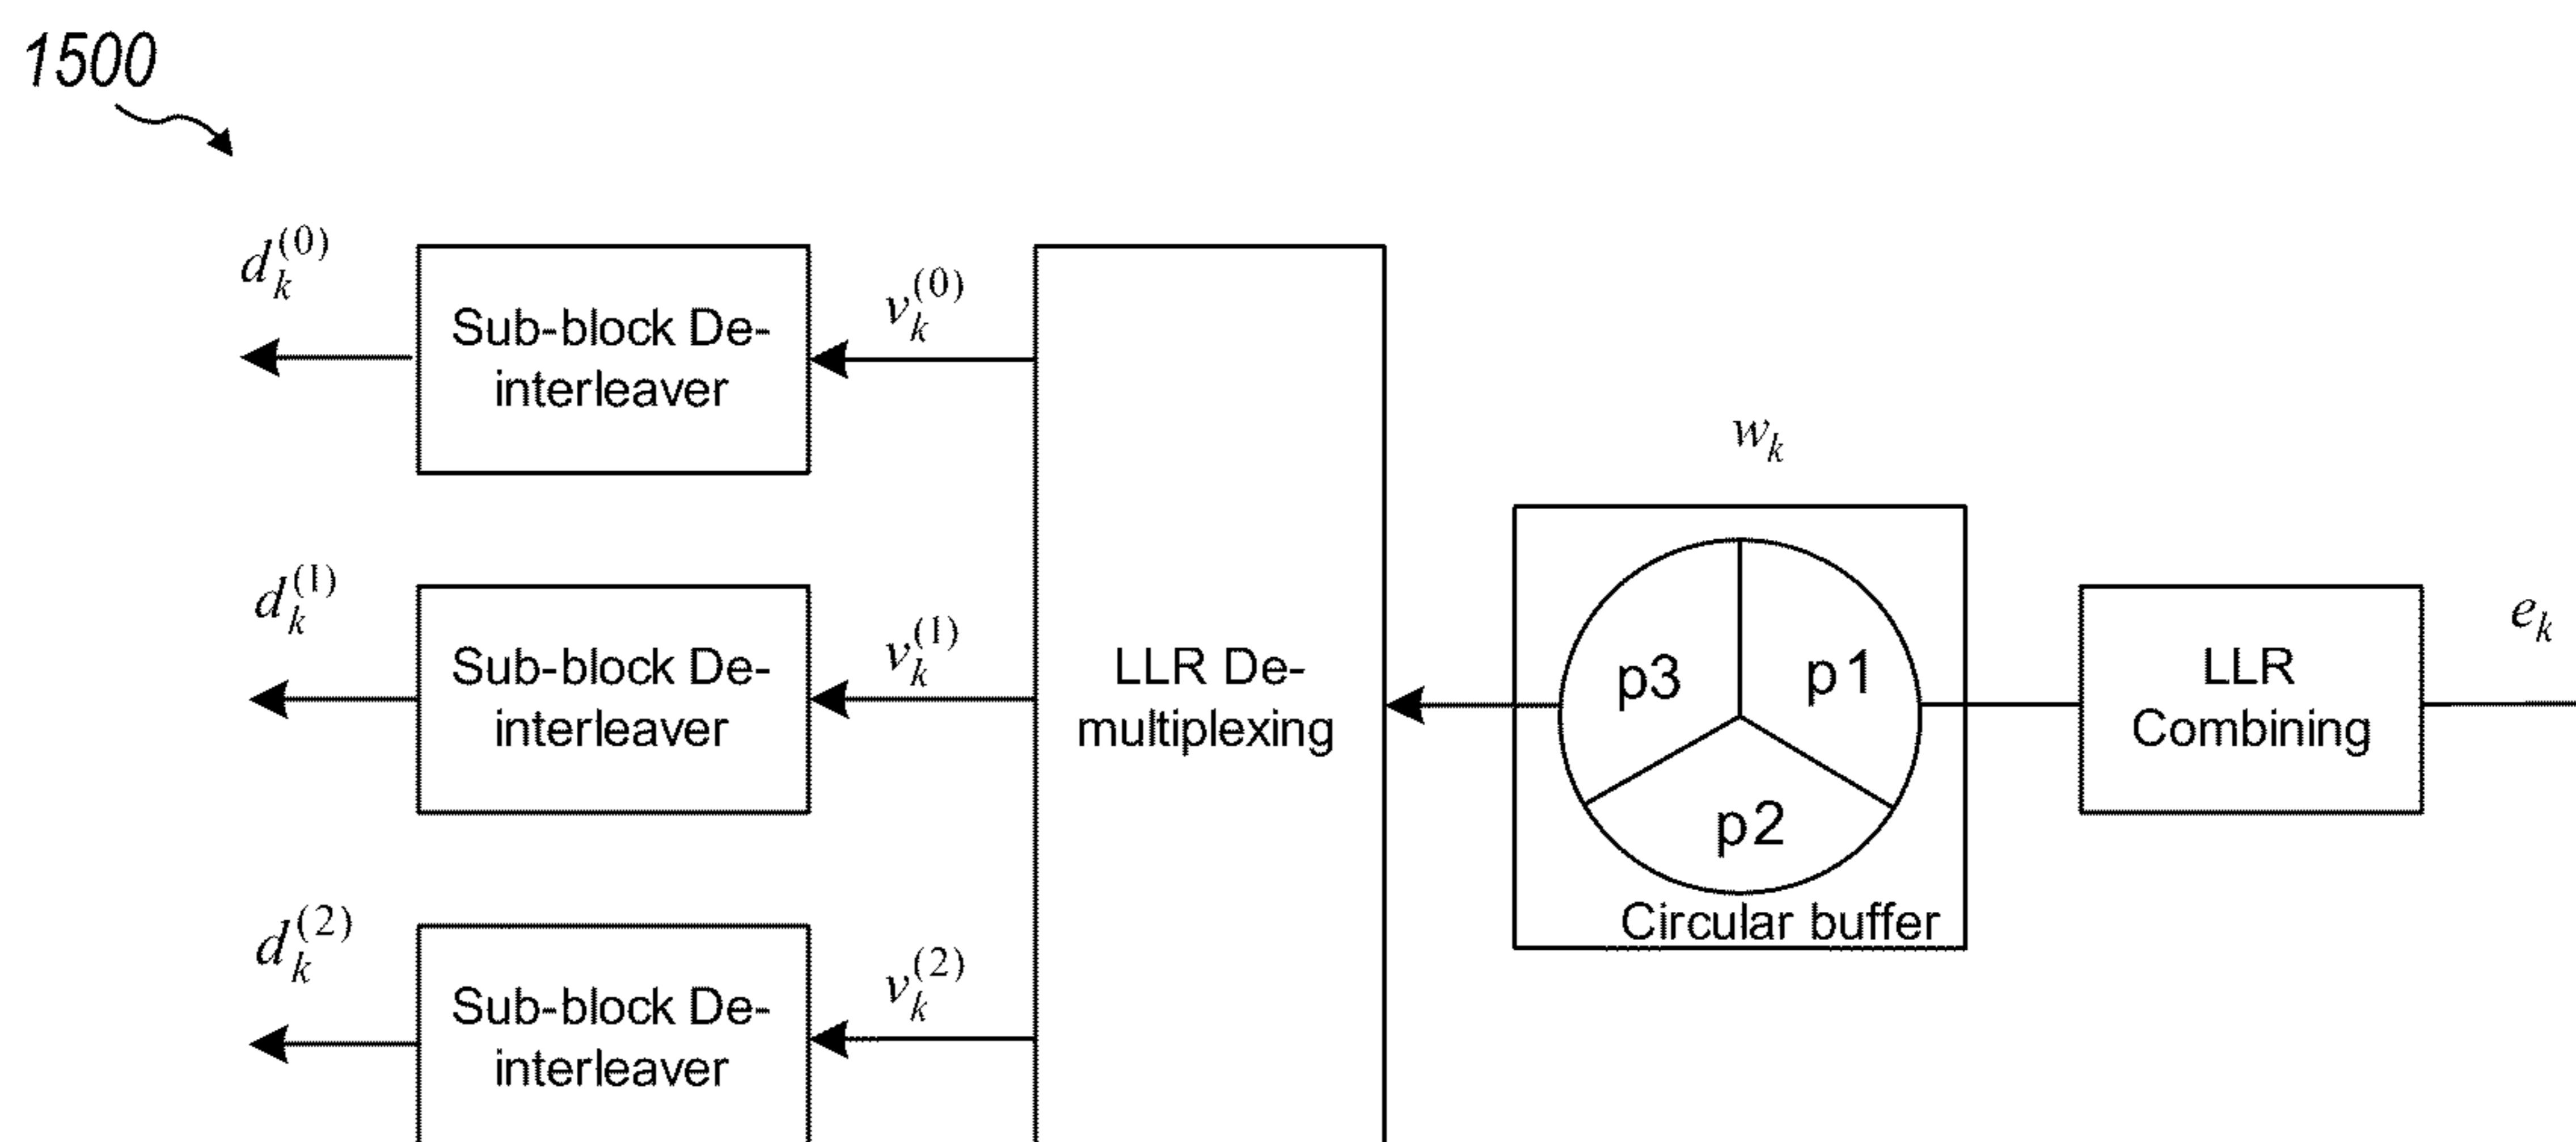 1500
d_k^{(0)}
Sub-block De-
interleaver
v_k^{(0)}
w_k
d_k^{(1)}
Sub-block De-
interleaver
v_k^{(1)}
LLR De-
multiplexing
p3
p1
p2
Circular buffer
LLR
Combining
e_k
d_k^{(2)}
Sub-block De-
interleaver
v_k^{(2)}